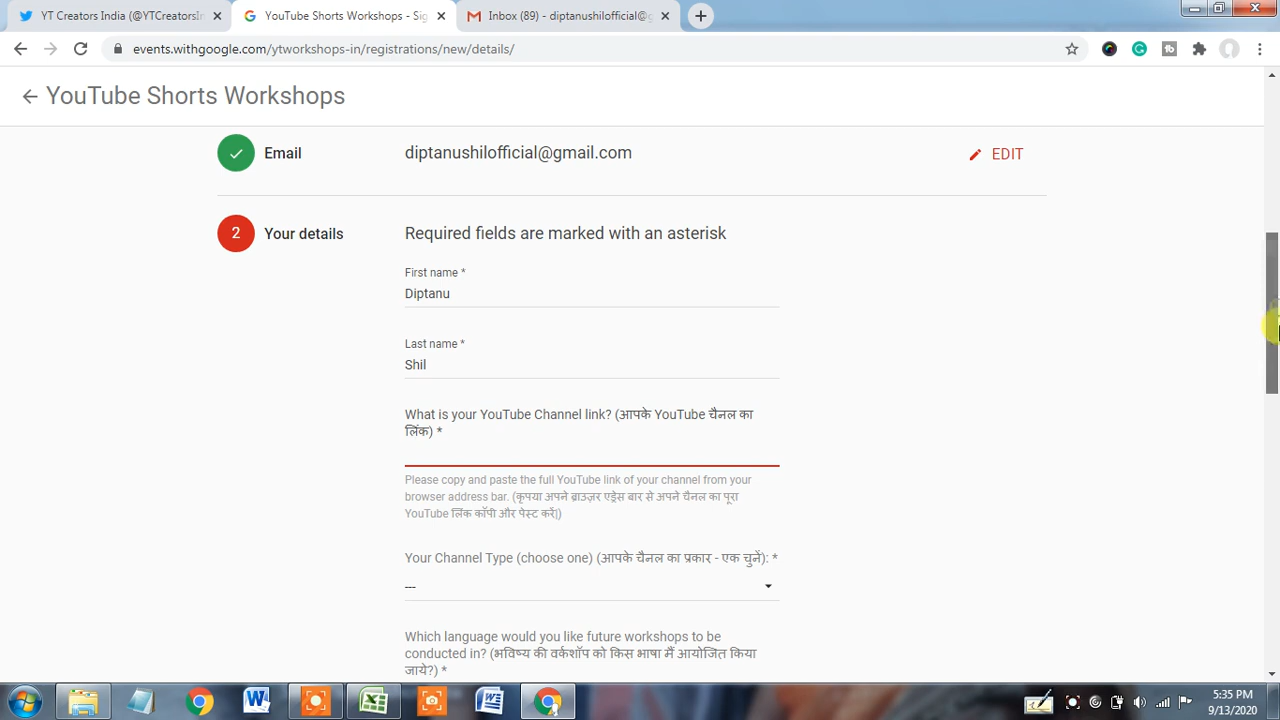 YT Creators India (@YTCreatorsIn
YouTube Shorts Workshops - Sig
Inbox (89) - diptanushilofficial@g
events.withgoogle.com/ytworkshops-in/registrations/new/details/
YouTube Shorts Workshops
Email
diptanushilofficial@gmail.com
EDIT
2
Your details
Required fields are marked with an asterisk
First name *
Diptanu
Last name *
Shil
What is your YouTube Channel link? (आपके YouTube चैनल का
लिंक) *
Please copy and paste the full YouTube link of your channel from your
browser address bar. (कृपया अपने ब्राउज़र एड्रेस बार से अपने चैनल का पूरा
YouTube लिंक कॉपी और पेस्ट करें|)
Your Channel Type (choose one) (आपके चैनल का प्रकार - एक चुनें): *
---
Which language would you like future workshops to be
conducted in? (भविष्य की वर्कशॉप को किस भाषा में आयोजित किया
जाये?) *
5:35 PM
9/13/2020